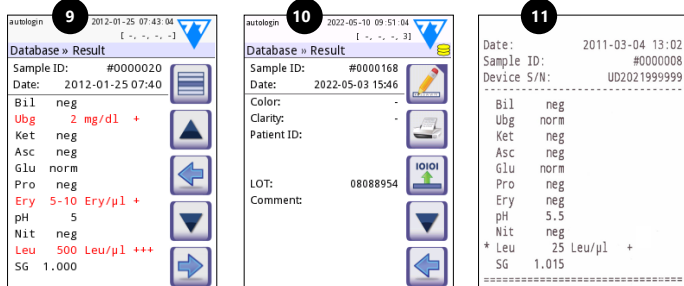 9
autologin 2012-01-25 07:43:04
[ -, -, -, -]
Database » Result
Sample ID: #0000020
Date: 2012-01-25 07:40
Bil neg
Ubg 2 mg/dl +
Ket neg
Asc neg
Glu norm
Pro neg
Ery 5-10 Ery/µl +
pH 5
Nit neg
Leu 500 Leu/µl +++
SG 1.000
10
autologin 2022-05-10 09:51:04
[ -, -, -, 3]
Database » Result
Sample ID: #0000168
Date: 2022-05-03 15:46
Color: -
Clarity: -
Patient ID:
IOIOI
LOT: 08088954
Comment:
11
Date: 2011-03-04 13:02
Sample ID: #0000008
Device S/N: UD2021999999
Bil neg
Ubg norm
Ket neg
Asc neg
Glu norm
Pro neg
Ery neg
pH 5.5
Nit neg
* Leu 25 Leu/µl +
SG 1.015